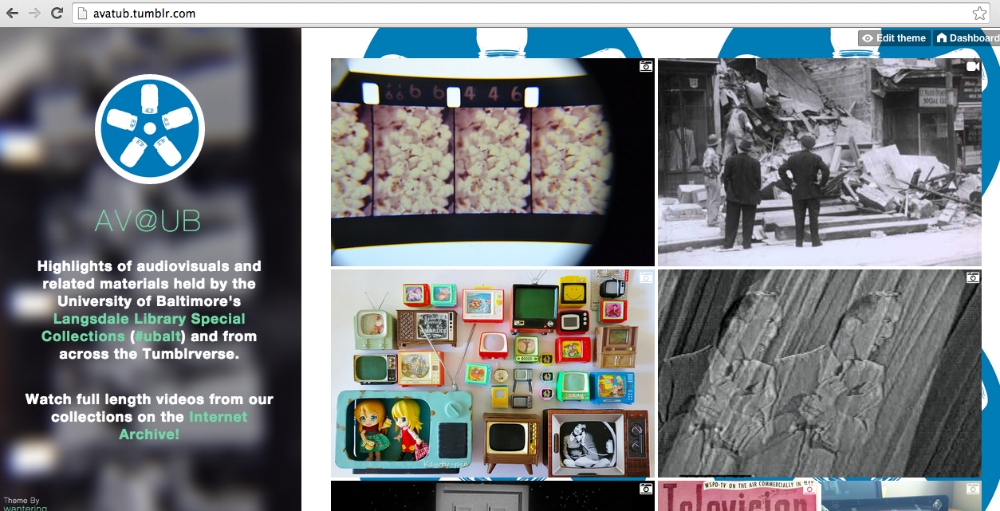 avatub.tumblr.com
Edit theme
Dashboard
AV@UB
Highlights of audiovisuals and
related materials held by the
University of Baltimore's
Langsdale Library Special
Collections (#ubalt) and from
across the Tumblrverse.
Watch full length videos from our
collections on the Internet
Archive!
Theme By
wantering
6 6 4 4 6
SOCIAL CLUB
Kewty-pie
WSPD-TV ON THE AIR COMMERCIALLY IN MAY
Television